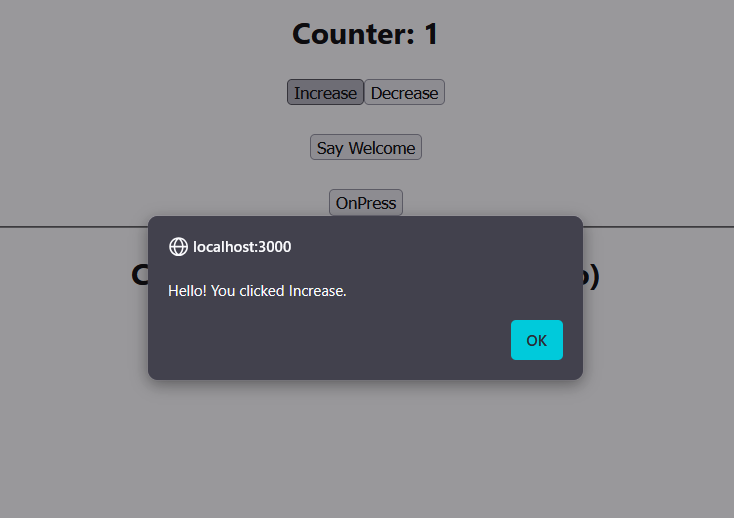 Counter: 1
Increase Decrease
Say Welcome
OnPress
localhost:3000
Hello! You clicked Increase.
OK